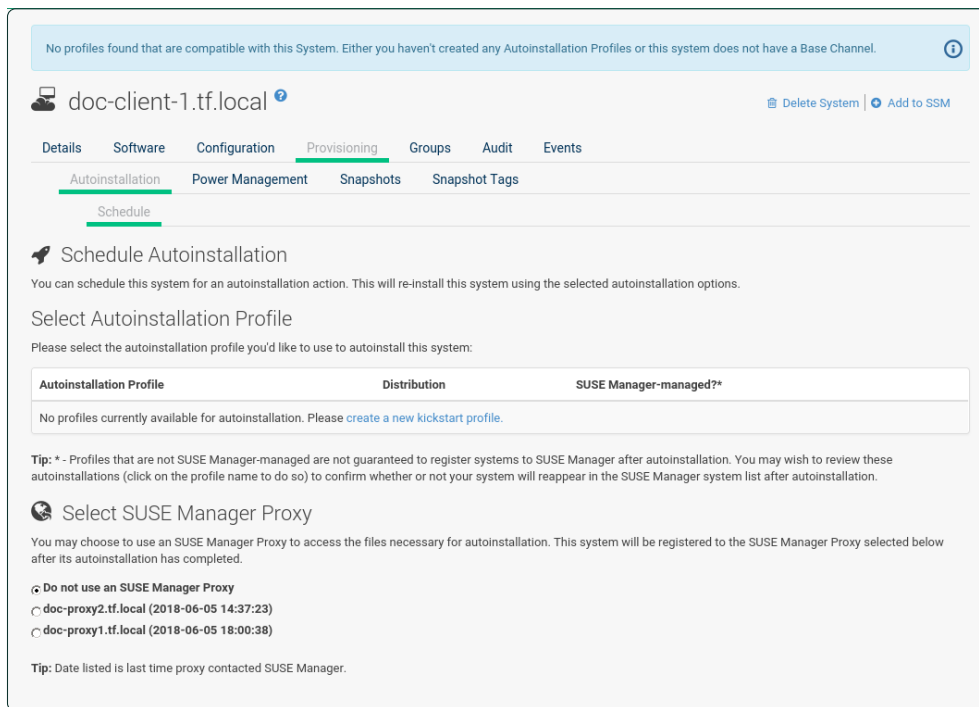 No profiles found that are compatible with this System. Either you haven't created any Autoinstallation Profiles or this system does not have a Base Channel.
doc-client-1.tf.local
Delete System | Add to SSM
Details Software Configuration Provisioning Groups Audit Events
Autoinstallation Power Management Snapshots Snapshot Tags
Schedule
Schedule Autoinstallation
You can schedule this system for an autoinstallation action. This will re-install this system using the selected autoinstallation options.
Select Autoinstallation Profile
Please select the autoinstallation profile you'd like to use to autoinstall this system:
Autoinstallation Profile Distribution SUSE Manager-managed?*
No profiles currently available for autoinstallation. Please create a new kickstart profile.
Tip: * - Profiles that are not SUSE Manager-managed are not guaranteed to register systems to SUSE Manager after autoinstallation. You may wish to review these
autoinstallations (click on the profile name to do so) to confirm whether or not your system will reappear in the SUSE Manager system list after autoinstallation.
Select SUSE Manager Proxy
You may choose to use an SUSE Manager Proxy to access the files necessary for autoinstallation. This system will be registered to the SUSE Manager Proxy selected below
after its autoinstallation has completed.
Do not use an SUSE Manager Proxy
doc-proxy2.tf.local (2018-06-05 14:37:23)
doc-proxy1.tf.local (2018-06-05 18:00:38)
Tip: Date listed is last time proxy contacted SUSE Manager.